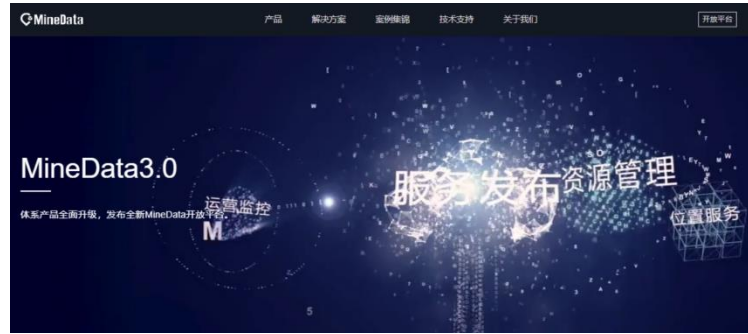 MineData
产品 解决方案 案例集锦 技术支持 关于我们 开放平台
MineData3.0
体系产品全面升级，发布全新MineData开放平台。
运营监控
服务发布
资源管理
位置服务
M
5